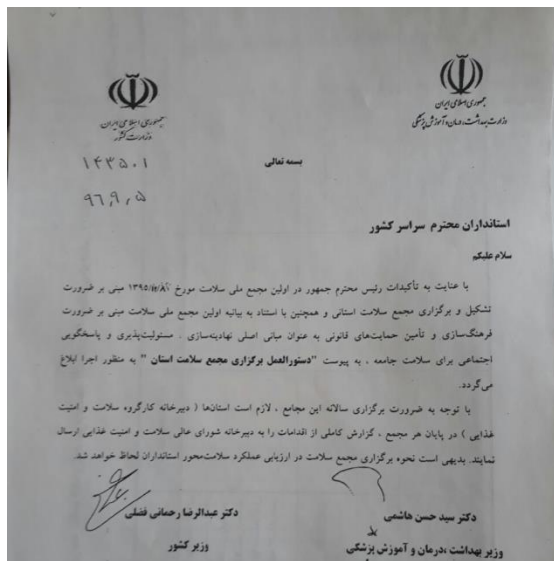 جمهوری اسلامی ایران
وزارت بهداشت، درمان و آموزش پزشکی
جمهوری اسلامی ایران
وزارت کشور
۱۴۳۵۰۱
۹۶,۹,۵
بسمه تعالی
استانداران محترم سراسر کشور
سلام علیکم
با عنایت به تأکیدات رئیس محترم جمهور در اولین مجمع ملی سلامت مورخ مبنی بر ضرورت
تشکیل و برگزاری مجمع سلامت استانی و همچنین با استناد به بیانیه اولین مجمع ملی سلامت مبنی بر ضرورت
فرهنگ‌سازی و تأمین حمایت‌های قانونی به عنوان مبانی اصلی نهادینه‌سازی ، مسئولیت‌پذیری و پاسخگویی
اجتماعی برای سلامت جامعه ، به پیوست "دستورالعمل برگزاری مجمع سلامت استان " به منظور اجرا ابلاغ
می‌گردد.
با توجه به ضرورت برگزاری سالانه این مجامع ، لازم است استان‌ها ( دبیرخانه کارگروه سلامت و امنیت
غذایی ) در پایان هر مجمع ، گزارش کاملی از اقدامات را به دبیرخانه شورای عالی سلامت و امنیت غذایی ارسال
نمایند. بدیهی است نحوه برگزاری مجمع سلامت در ارزیابی عملکرد سلامت‌محور استانداران لحاظ خواهد شد.
دکتر سید حسن هاشمی
وزیر بهداشت ،درمان و آموزش پزشکی
دکتر عبدالرضا رحمانی فضلی
وزیر کشور